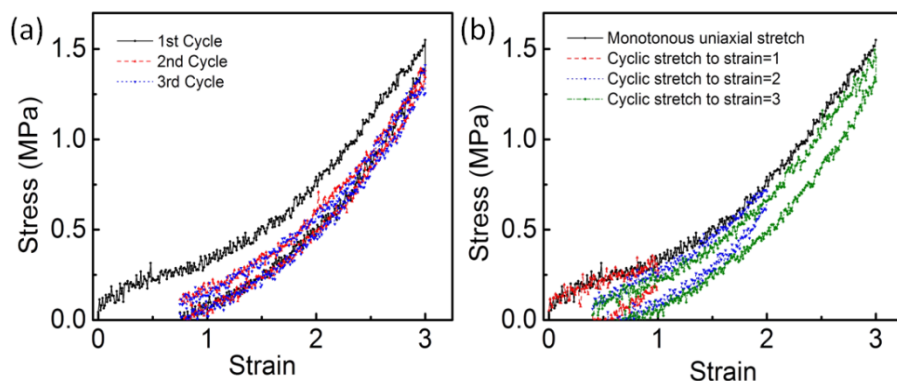 (a)
1st Cycle
2nd Cycle
3rd Cycle
Stress (MPa)
1.5
1.0
0.5
0.0
0 1 2 3
Strain
(b)
Monotonous uniaxial stretch
Cyclic stretch to strain=1
Cyclic stretch to strain=2
Cyclic stretch to strain=3
Stress (MPa)
1.5
1.0
0.5
0.0
0 1 2 3
Strain